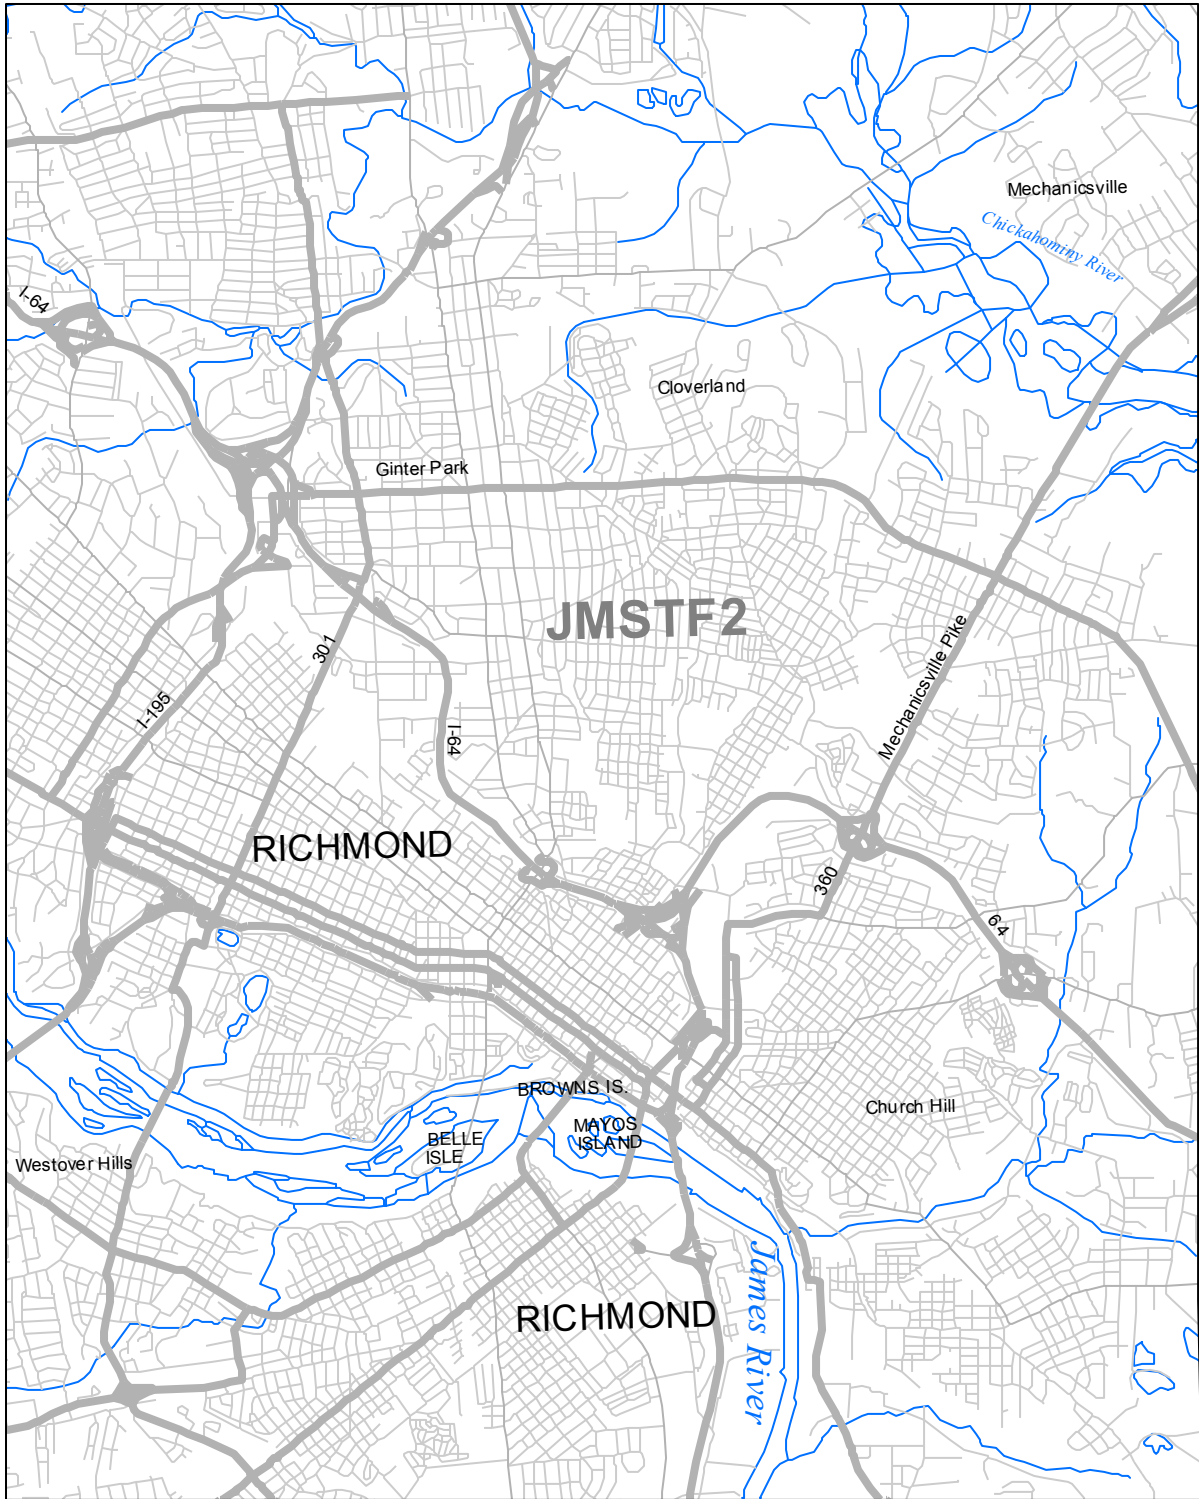 Mechanicsville
Chickahominy River
I-64
Cloverland
Ginter Park
JMSTF2
301
Mechanicsville Pike
I-195
I-64
RICHMOND
360
64
BROWNS IS.
Church Hill
MAYOS
ISLAND
BELLE
ISLE
Westover Hills
James River
RICHMOND